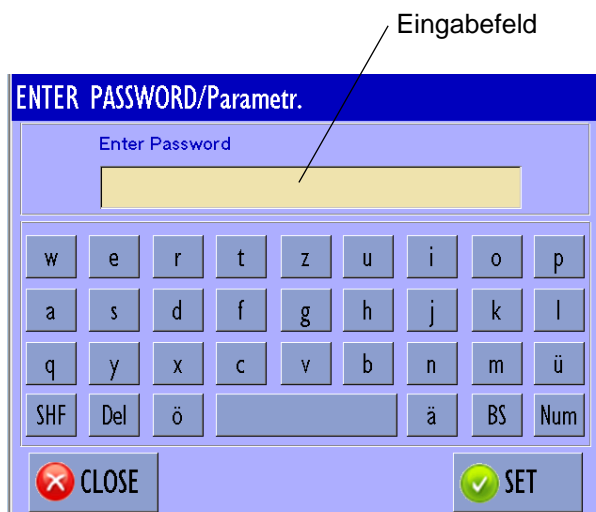 Eingabefeld
ENTER PASSWORD/Parametr.
Enter Password
w e r t z u i o p
a s d f g h j k l
q y x c v b n m ü
SHF Del ö ä BS Num
CLOSE SET